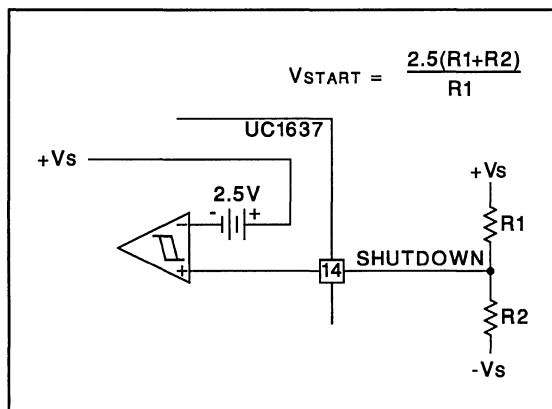 VSTART = 2.5(R1+R2)
R1
UC1637
+Vs
2.5V
- +
-
+
14
SHUTDOWN
+Vs
R1
R2
-Vs